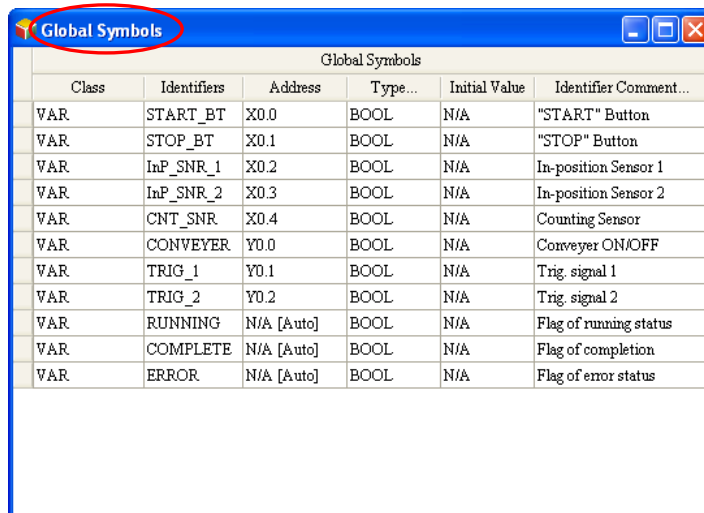 Global Symbols
Global Symbols
Class Identifiers Address Type... Initial Value Identifier Comment...
VAR START_BT X0.0 BOOL N/A "START" Button
VAR STOP_BT X0.1 BOOL N/A "STOP" Button
VAR InP_SNR_1 X0.2 BOOL N/A In-position Sensor 1
VAR InP_SNR_2 X0.3 BOOL N/A In-position Sensor 2
VAR CNT_SNR X0.4 BOOL N/A Counting Sensor
VAR CONVEYER Y0.0 BOOL N/A Conveyer ON/OFF
VAR TRIG_1 Y0.1 BOOL N/A Trig. signal 1
VAR TRIG_2 Y0.2 BOOL N/A Trig. signal 2
VAR RUNNING N/A [Auto] BOOL N/A Flag of running status
VAR COMPLETE N/A [Auto] BOOL N/A Flag of completion
VAR ERROR N/A [Auto] BOOL N/A Flag of error status